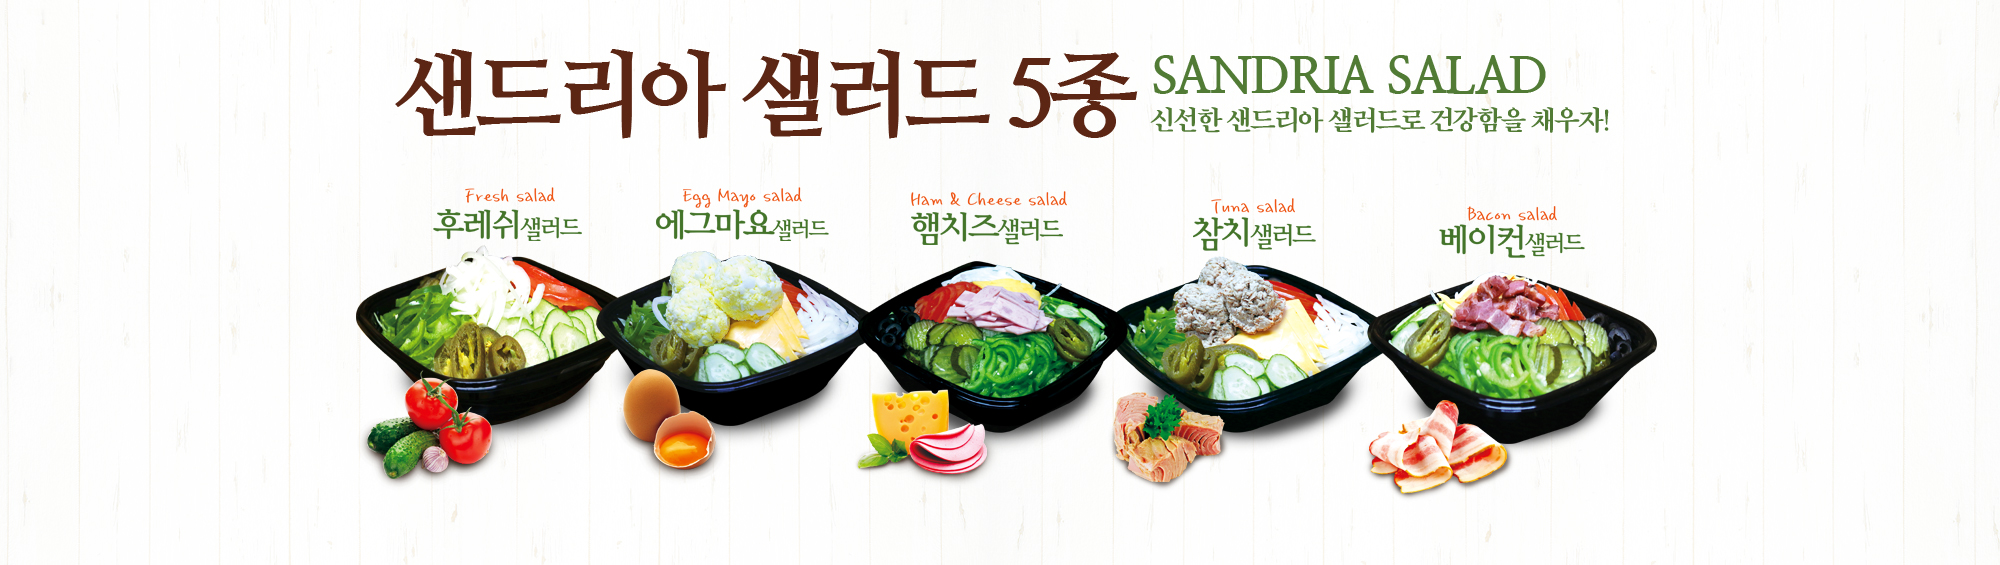 샌드리아 샐러드 5종
SANDRIA SALAD
신선한 샌드리아 샐러드로 건강함을 채우자!
Fresh salad
후레쉬샐러드
Egg Mayo salad
에그마요샐러드
Ham & Cheese salad
햄치즈샐러드
Tuna salad
참치샐러드
Bacon salad
베이컨샐러드